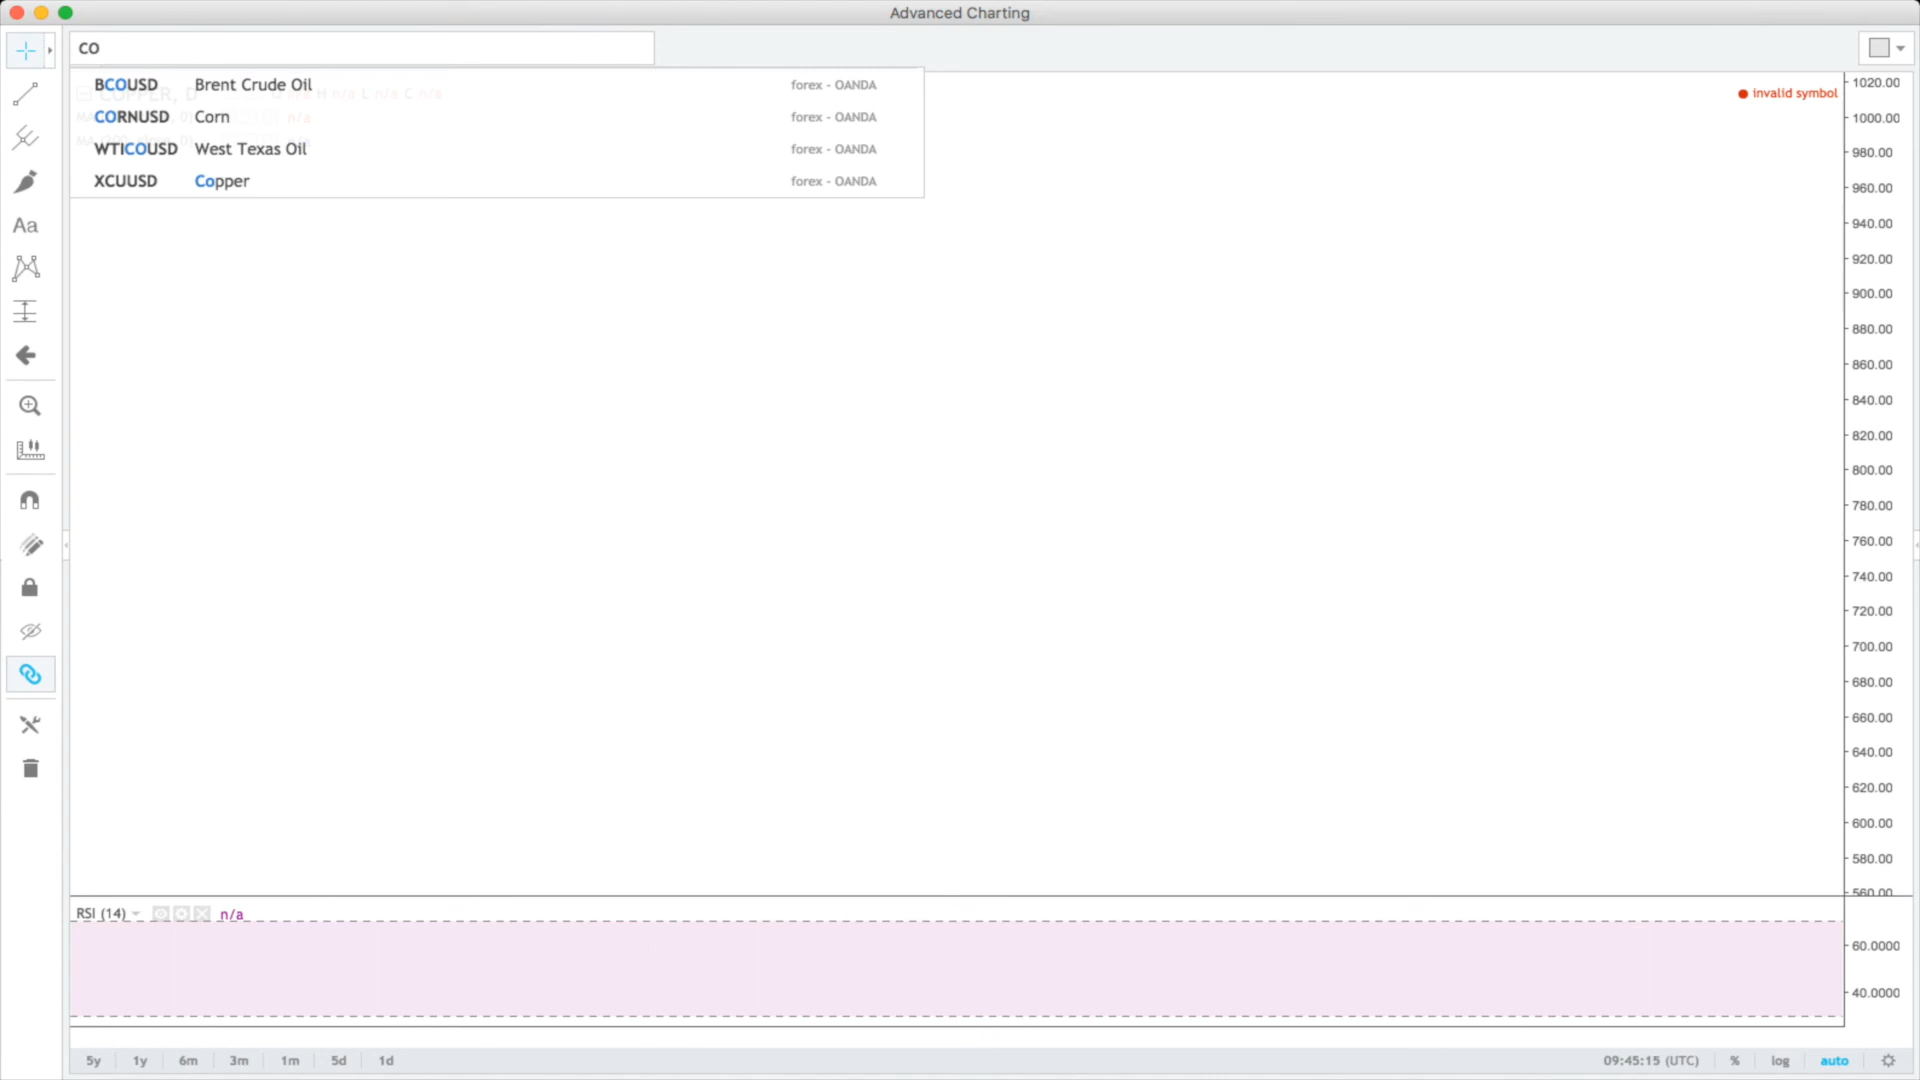 Advanced Charting
CO
BCOUSD Brent Crude Oil forex - OANDA
COPPER, D H n/a L n/a C n/a
invalid symbol
CORNUSD Corn forex - OANDA
n/a
WTICOUSD West Texas Oil forex - OANDA
XCUUSD Copper forex - OANDA
Aa
1020.00
1000.00
980.00
960.00
940.00
920.00
900.00
880.00
860.00
840.00
820.00
800.00
780.00
760.00
740.00
720.00
700.00
680.00
660.00
640.00
620.00
600.00
580.00
560.00
RSI (14) n/a
60.0000
40.0000
5y 1y 6m 3m 1m 5d 1d 09:45:15 (UTC) % log auto